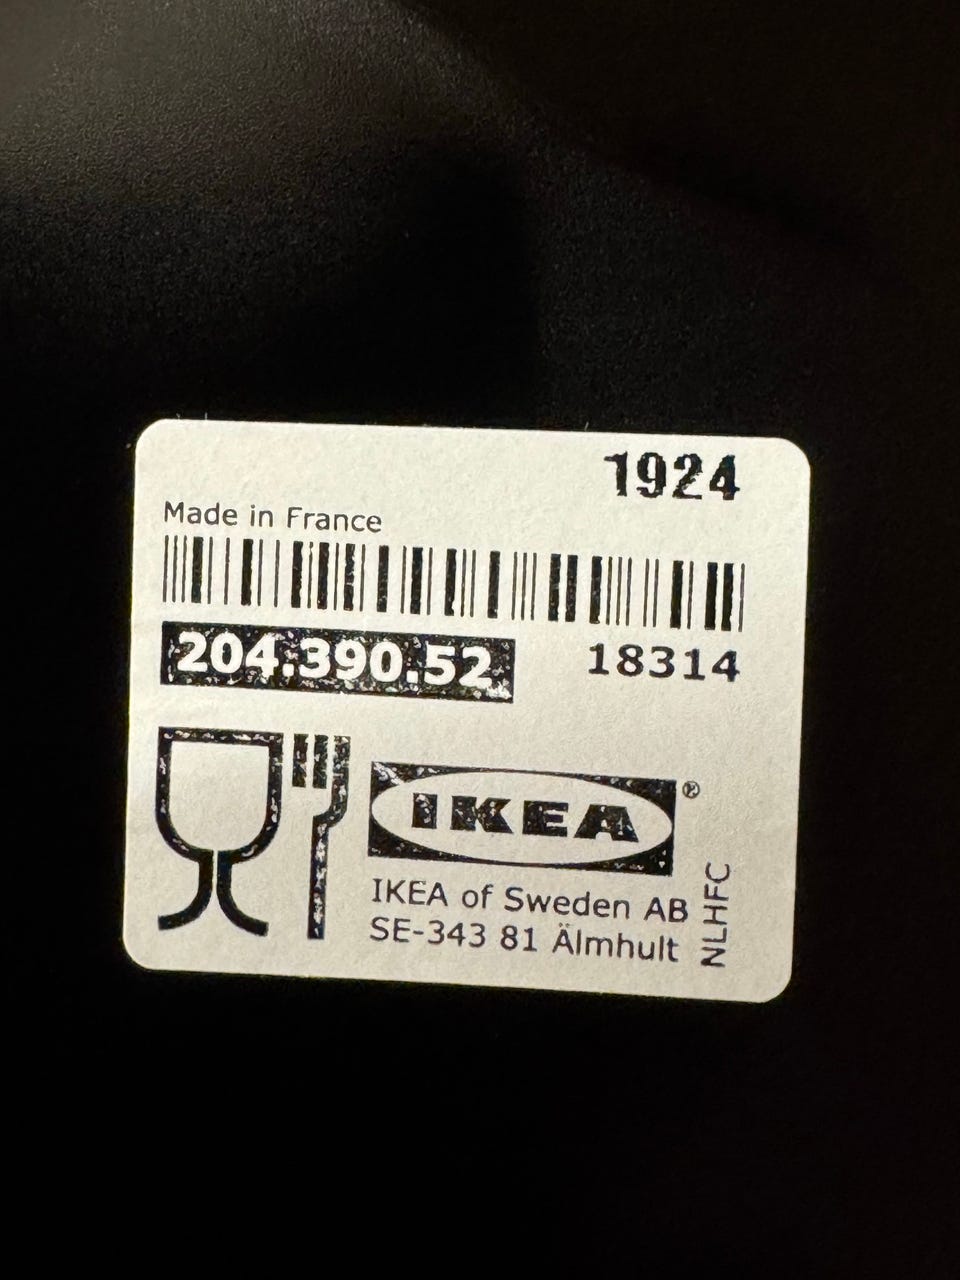 1924
Made in France
204.390.52
18314
IKEA®
IKEA of Sweden AB
SE-343 81 Älmhult
NLHFC